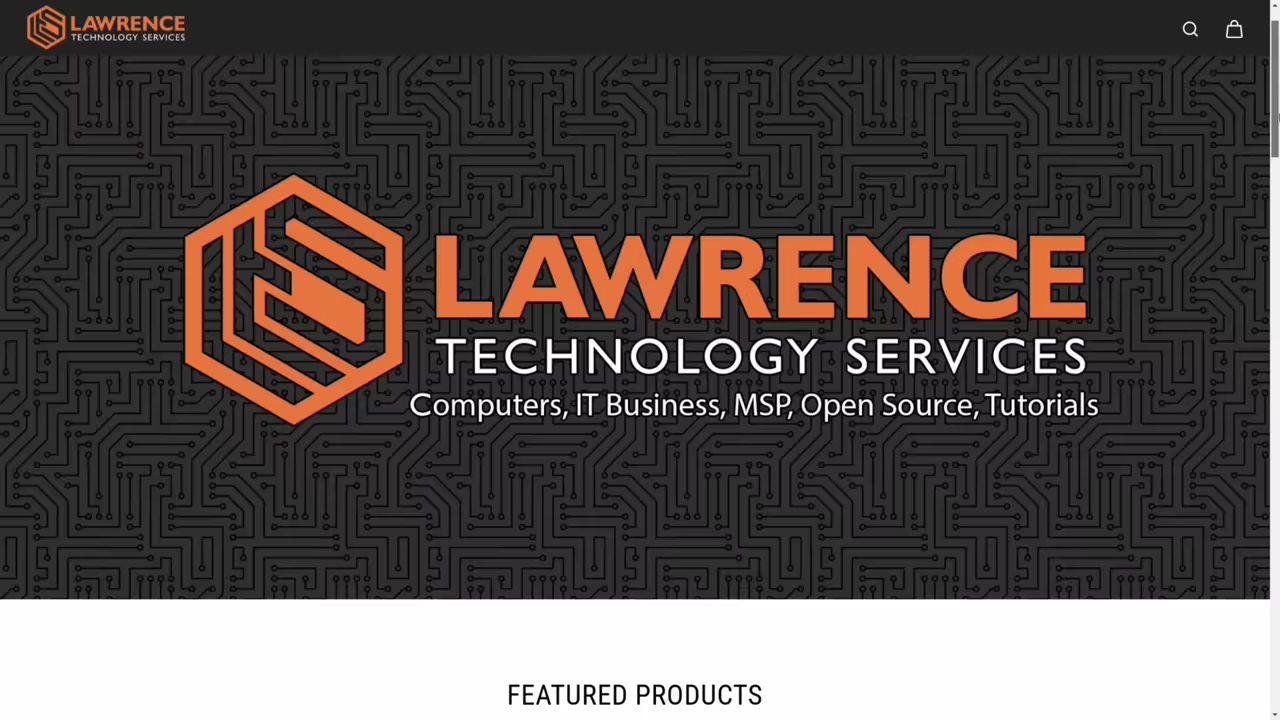 LAWRENCE
TECHNOLOGY SERVICES
LAWRENCE
TECHNOLOGY SERVICES
Computers, IT Business, MSP, Open Source, Tutorials
FEATURED PRODUCTS